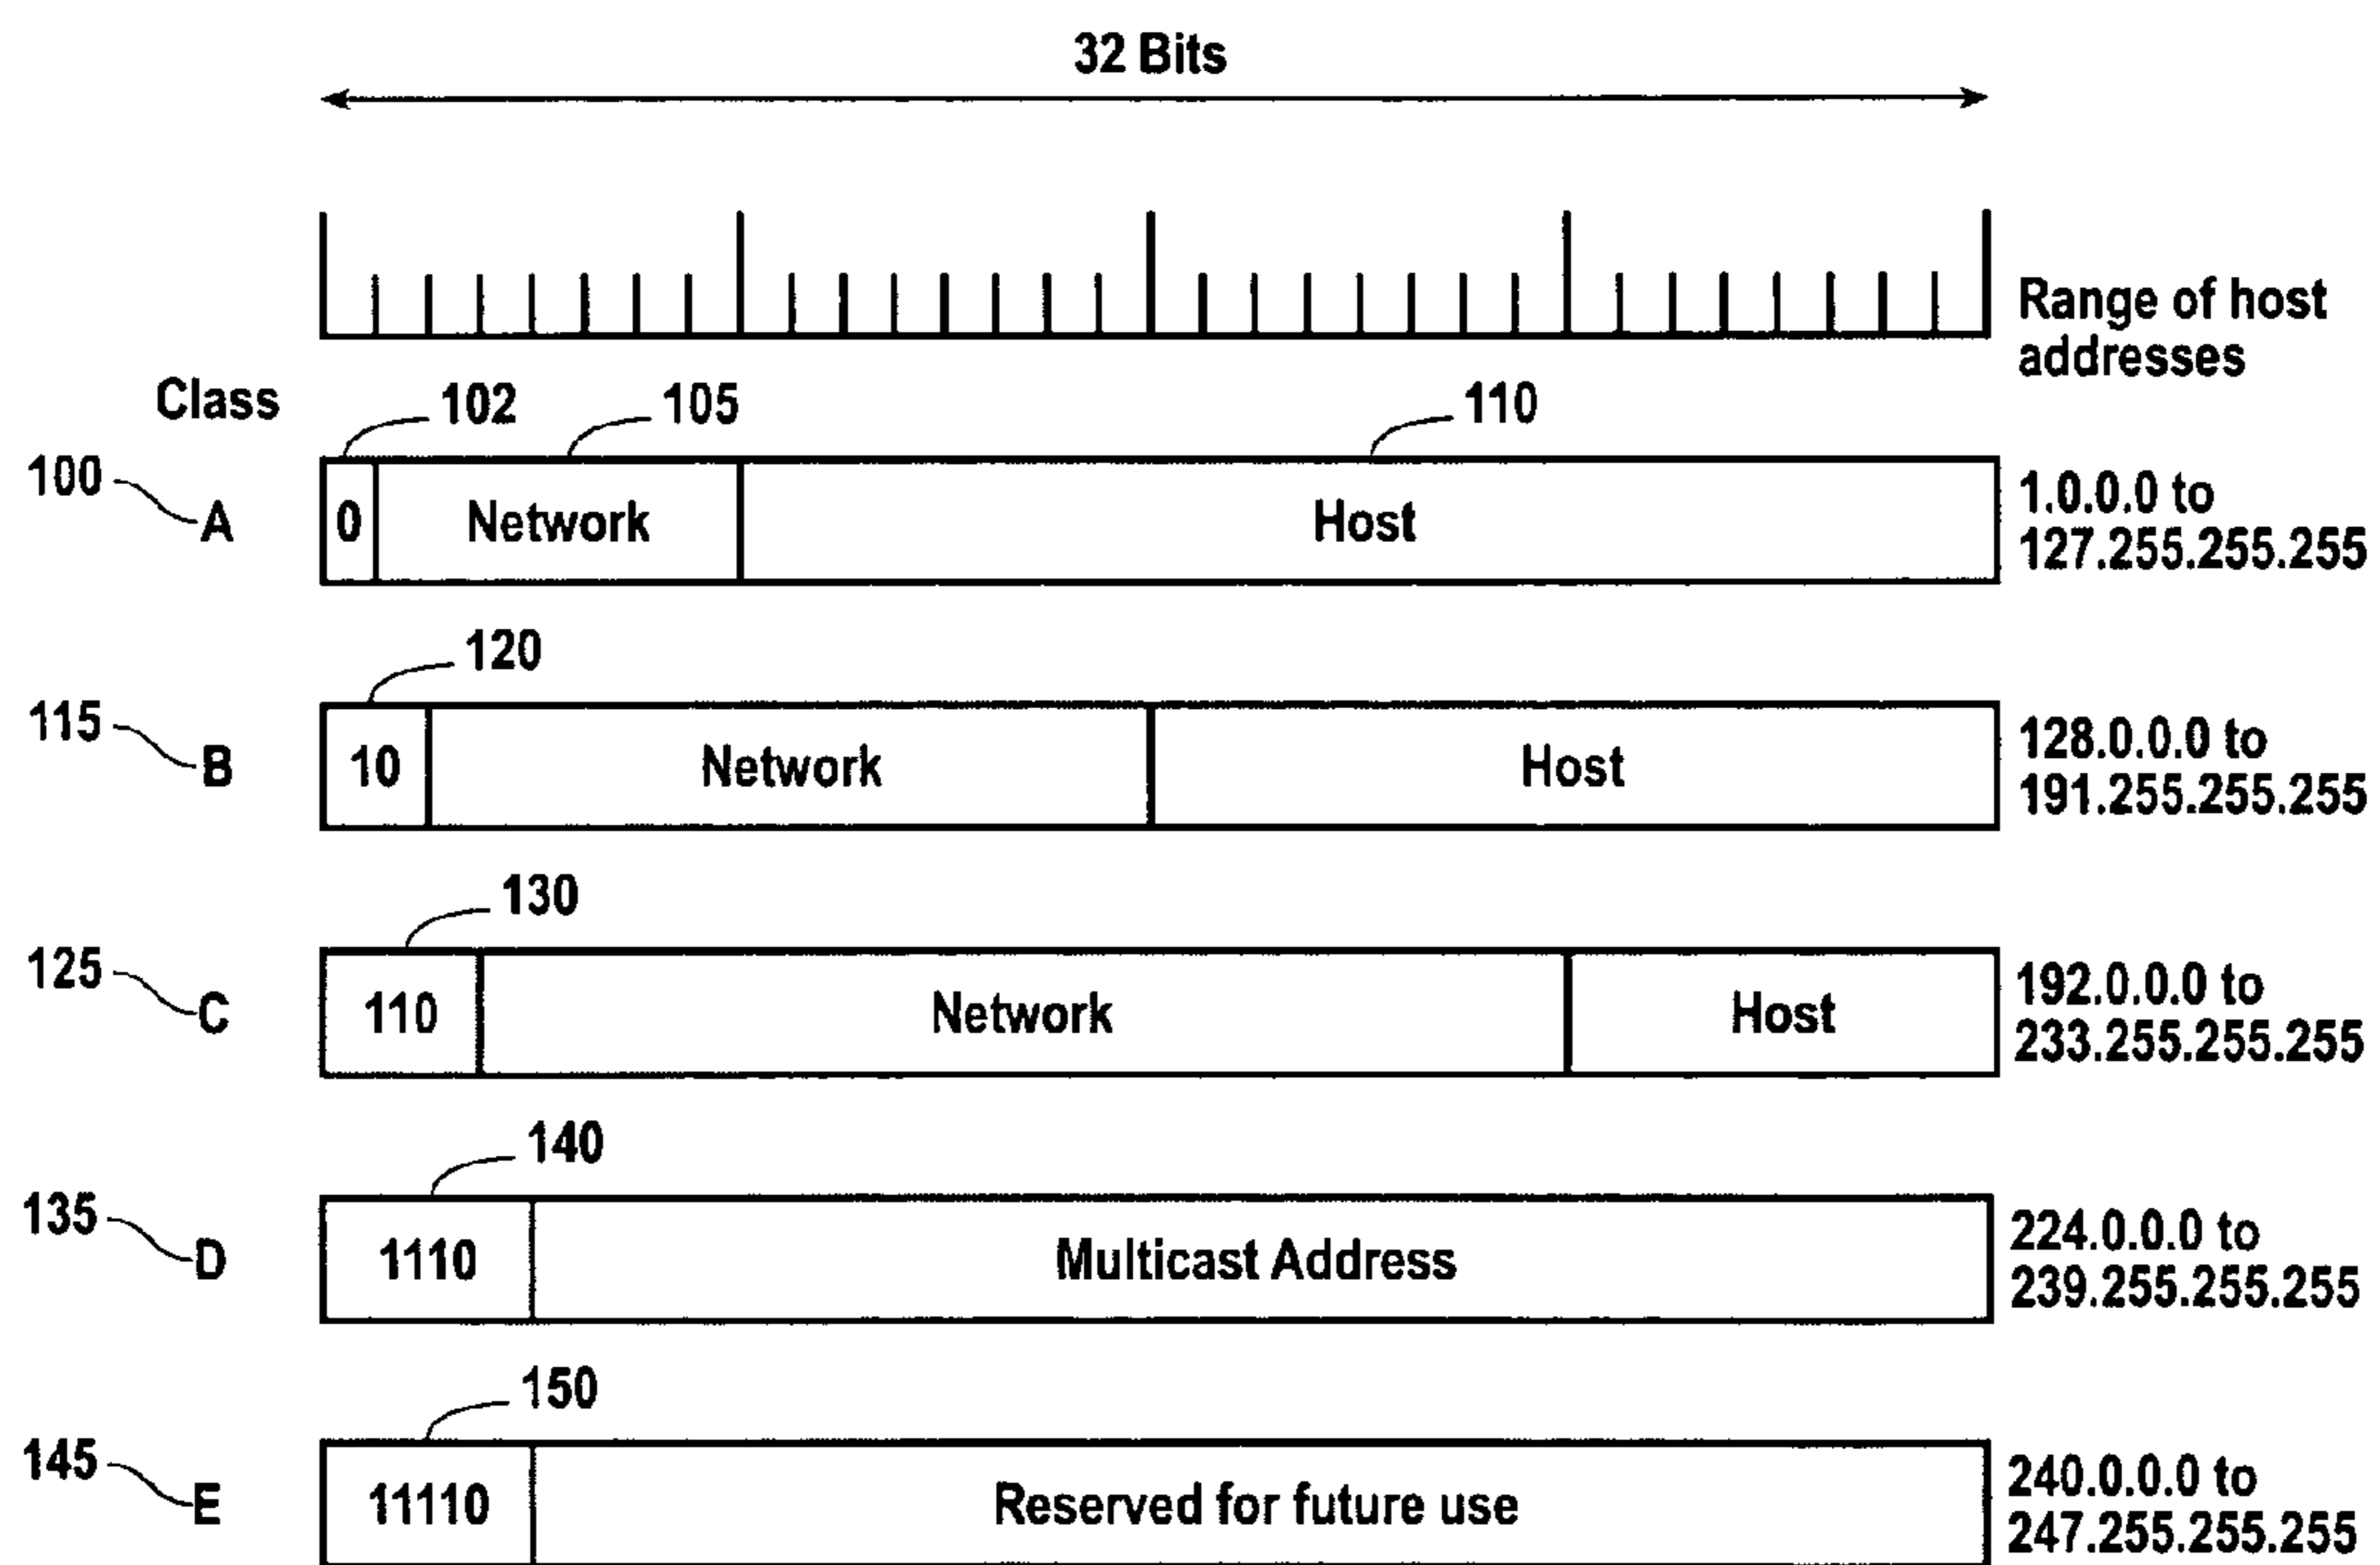 32 Bits
Range of host
addresses
Class
102
105
110
100
A
0
Network
Host
1.0.0.0 to
127.255.255.255
120
115
B
10
Network
Host
128.0.0.0 to
191.255.255.255
130
125
C
110
Network
Host
192.0.0.0 to
233.255.255.255
140
135
D
1110
Multicast Address
224.0.0.0 to
239.255.255.255
150
145
E
11110
Reserved for future use
240.0.0.0 to
247.255.255.255